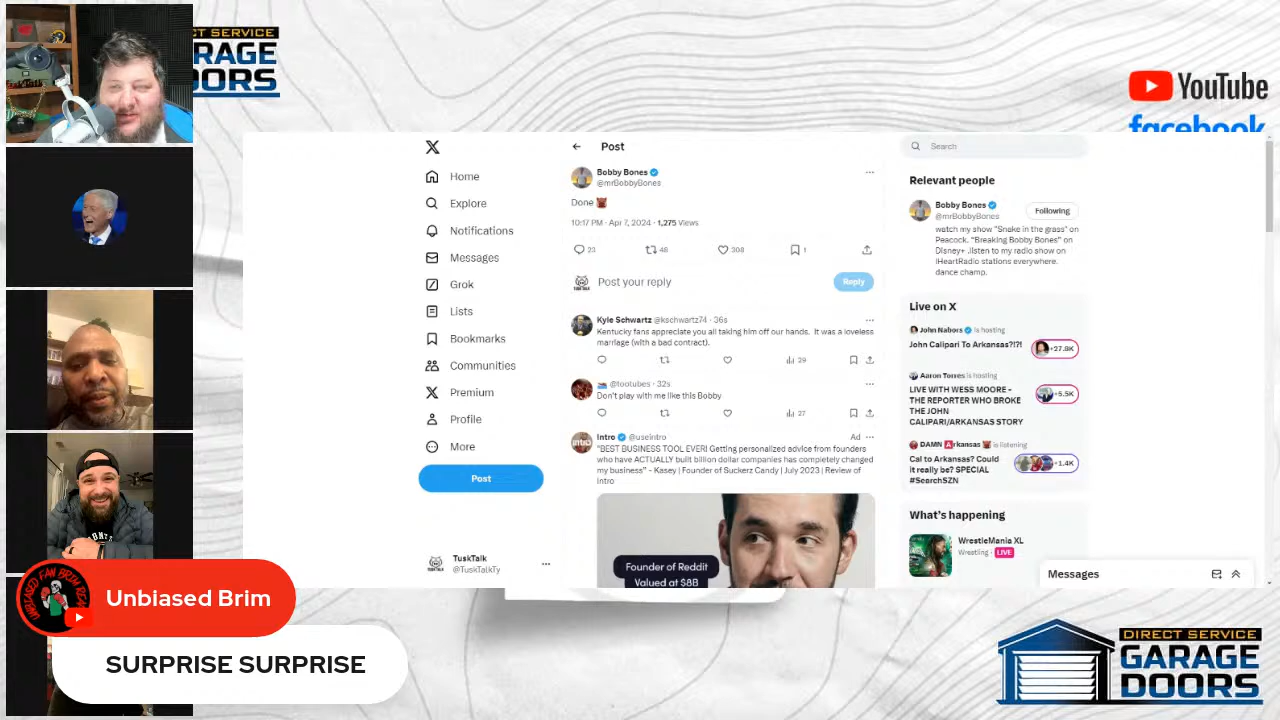 CT SERVICE
RAGE
OORS
YouTube
facebook
Post
Search
Home
Explore
Notifications
Messages
Grok
Lists
Bookmarks
Communities
Premium
Profile
More
Post
TuskTalk
@TuskTalkTy
Bobby Bones
@mrBobbyBones
Done
10:17 PM · Apr 7, 2024 · 1,275 Views
23 48 308 1
Post your reply
Reply
Kyle Schwartz @kschwartz74 · 36s
Kentucky fans appreciate you all taking him off our hands. It was a loveless
marriage (with a bad contract).
39
@lootubes · 32s
Don't play with me like this Bobby
27
Intro @useintro Ad
"BEST BUSINESS TOOL EVER! Getting personalized advice from founders
who have ACTUALLY built billion dollar companies has completely changed
my business" - Kasey | Founder of Suckerz Candy | July 2023 | Review of
Intro
Founder of Reddit
Valued at $8B
Relevant people
Bobby Bones
@mrBobbyBones
Following
watch my show "Snake in the grass" on
Peacock. "Breaking Bobby Bones" on
Disney+ .listen to my radio show on
iHeartRadio stations everywhere.
dance champ.
Live on X
John Nabors is hosting
John Calipari To Arkansas?!?!
+27.8K
Aaron Torres is hosting
LIVE WITH WESS MOORE -
THE REPORTER WHO BROKE
THE JOHN
CALIPARI/ARKANSAS STORY
+5.5K
DAMN Arkansas is listening
Cal to Arkansas? Could
it really be? SPECIAL
#SearchSZN
+1.4K
What's happening
WrestleMania XL
Wrestling · LIVE
Messages
Unbiased Brim
SURPRISE SURPRISE
DIRECT SERVICE
GARAGE
DOORS